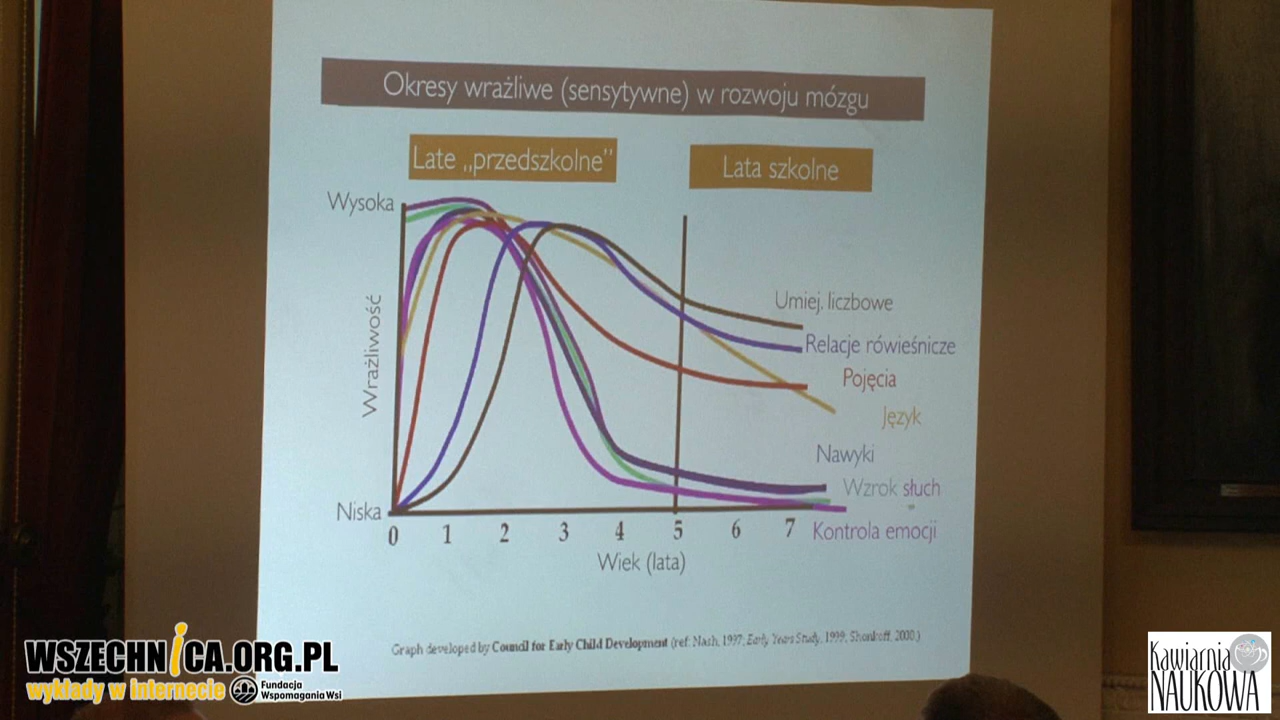 Okresy wrażliwe (sensytywne) w rozwoju mózgu
Late „przedszkolne”
Lata szkolne
Wysoka
Wrażliwość
Niska
0 1 2 3 4 5 6 7
Wiek (lata)
Umiej. liczbowe
Relacje rówieśnicze
Pojęcia
Język
Nawyki
Wzrok słuch
Kontrola emocji
Graph developed by Council for Early Child Development (ref: Nash, 1997; Early Years Study, 1999; Shonkoff, 2000.)
WSZECHNiCA.ORG.PL
wykłady w internecie
Fundacja
Wspomagania Wsi
Kawiarnia
NAUKOWA